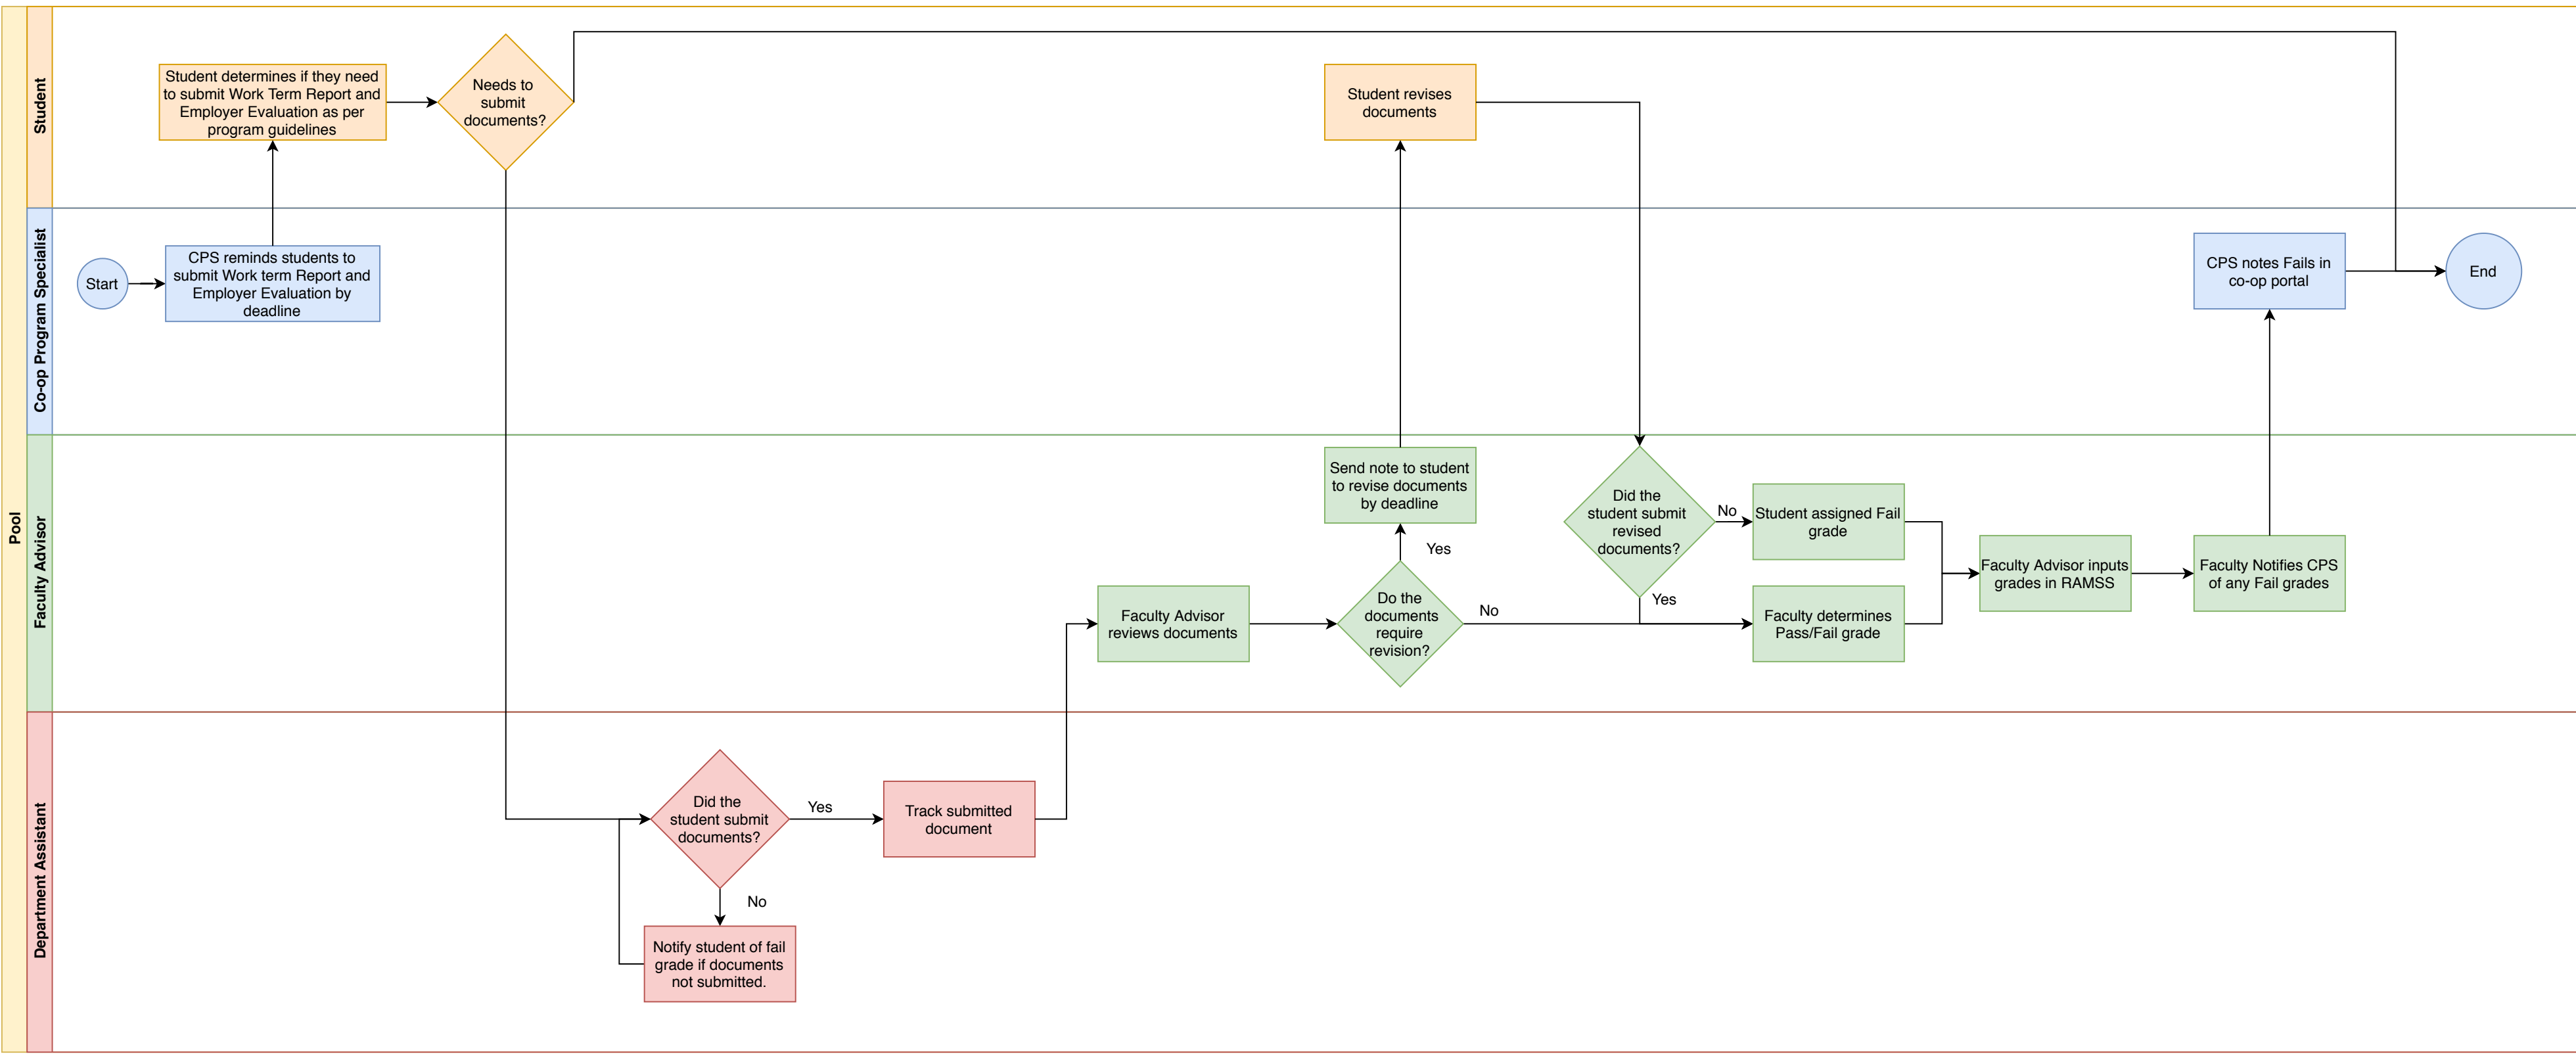 Pool
Student
Student determines if they need
to submit Work Term Report and
Employer Evaluation as per
program guidelines
Needs to
submit
documents?
Student revises
documents
Co-op Program Specialist
Start
CPS reminds students to
submit Work term Report and
Employer Evaluation by
deadline
CPS notes Fails in
co-op portal
End
Faculty Advisor
Faculty Advisor
reviews documents
Do the
documents
require
revision?
Yes
No
Send note to student
to revise documents
by deadline
Did the
student submit
revised
documents?
No
Yes
Student assigned Fail
grade
Faculty determines
Pass/Fail grade
Faculty Advisor inputs
grades in RAMSS
Faculty Notifies CPS
of any Fail grades
Department Assistant
Did the
student submit
documents?
Yes
No
Track submitted
document
Notify student of fail
grade if documents
not submitted.